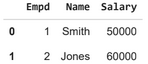 Empd Name Salary
0 1 Smith 50000
1 2 Jones 60000